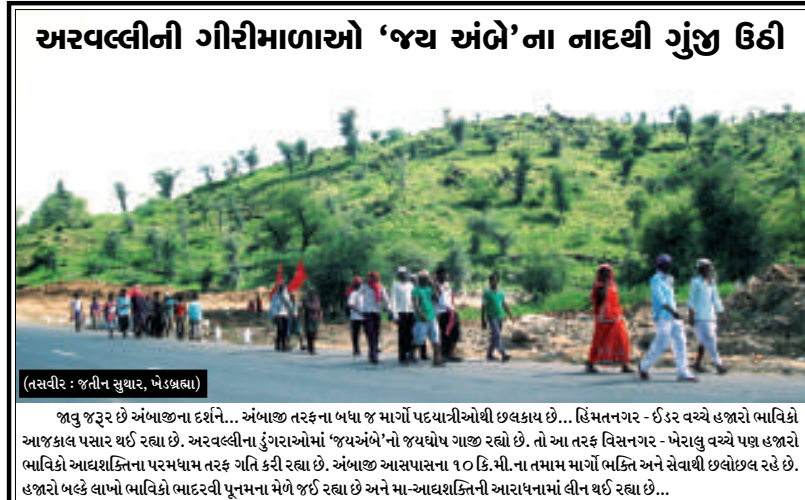 અરવલ્લીની ગીરીમાળાઓ ‘જય અંબે’ના નાદથી ગુંજી ઉઠી
(તસવીર : જતીન સુથાર, ખેડબ્રહ્મા)
જાવુ જરૂર છે અંબાજીના દર્શને... અંબાજી તરફના બધા જ માર્ગો પદયાત્રીઓથી છલકાય છે... હિંમતનગર - ઈડર વચ્ચે હજારો ભાવિકો
આજકાલ પસાર થઈ રહ્યા છે. અરવલ્લીના ડુંગરાઓમાં ‘જયઅંબે’નો જયઘોષ ગાજી રહ્યો છે. તો આ તરફ વિસનગર - ખેરાલુ વચ્ચે પણ હજારો
ભાવિકો આદ્યશક્તિના પરમધામ તરફ ગતિ કરી રહ્યા છે. અંબાજી આસપાસના ૧૦ કિ.મી.ના તમામ માર્ગો ભક્તિ અને સેવાથી છલોછલ રહે છે.
હજારો બલ્કે લાખો ભાવિકો ભાદરવી પૂનમના મેળે જઈ રહ્યા છે અને મા-આદ્યશક્તિની આરાધનામાં લીન થઈ રહ્યા છે...